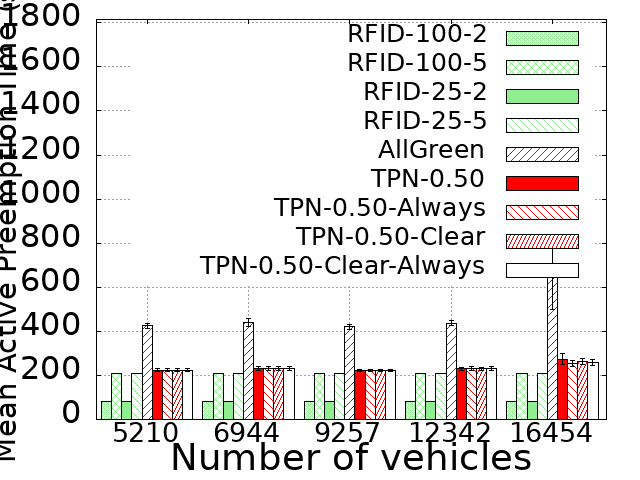 1800
1600
1400
1200
1000
800
600
400
200
0
Mean Active Preemption Time (s
RFID-100-2
RFID-100-5
RFID-25-2
RFID-25-5
AllGreen
TPN-0.50
TPN-0.50-Always
TPN-0.50-Clear
TPN-0.50-Clear-Always
5210 6944 9257 12342 16454
Number of vehicles